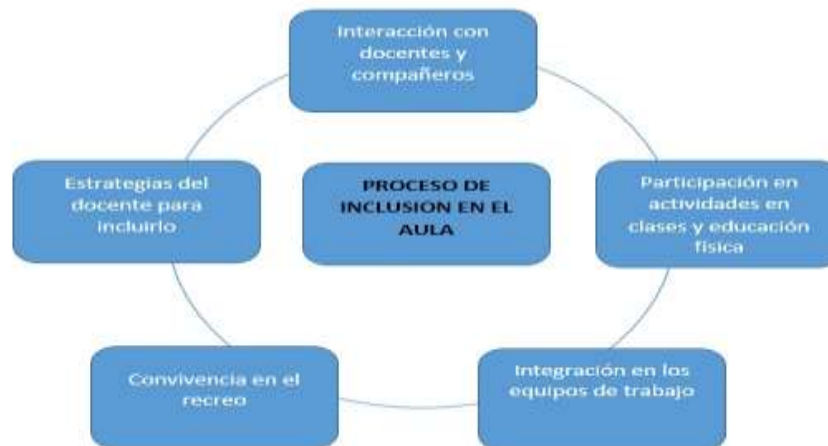 Interacción con
docentes y
compañeros
Estrategias del
docente para
incluirlo
PROCESO DE
INCLUSION EN EL
AULA
Participación en
actividades en
clases y educación
física
Convivencia en el
recreo
Integración en los
equipos de trabajo